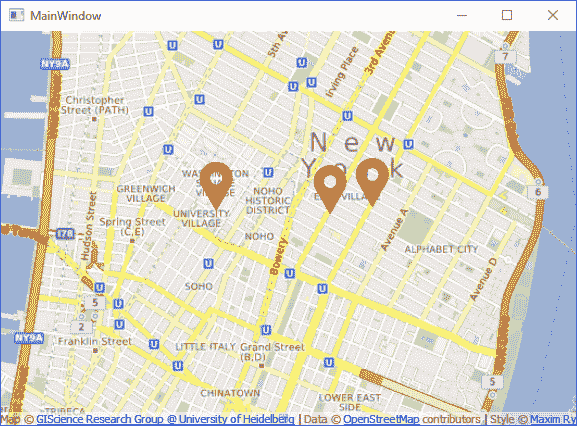 MainWindow
NY9A
Christopher
Street (PATH)
5th Av
Irving Place
3rd Avenu
7
New
York
WASHINGTON
VILLAGE
GREENWICH
VILLAGE
UNIVERSITY
VILLAGE
NOHO
HISTORIC
DISTRICT
EAST VILLAGE
6
Hudson Street
Spring Street
(C,E)
NOHO
Bowery
Avenue A
ALPHABET CITY
Avenue D
SOHO
5
2
NY9A
Franklin Street
LITTLE ITALY
Grand Street
(B,D)
5
CHINATOWN
LOWER EAST
SIDE
TRIBECA
Map © GIScience Research Group @ University of Heidelberg | Data © OpenStreetMap contributors | Style © Maxim Ry